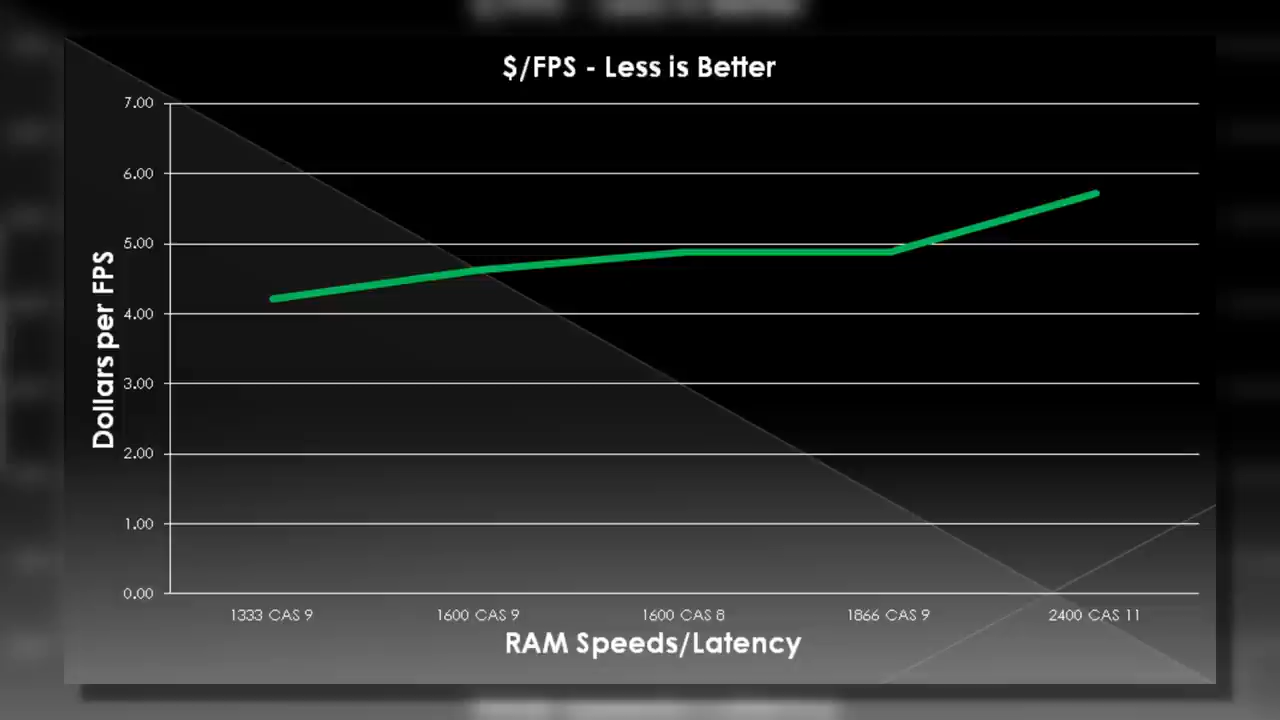 $/FPS - Less is Better
7.00
6.00
5.00
4.00
3.00
2.00
1.00
0.00
Dollars per FPS
1333 CAS 9
1600 CAS 9
1600 CAS 8
1866 CAS 9
2400 CAS 11
RAM Speeds/Latency